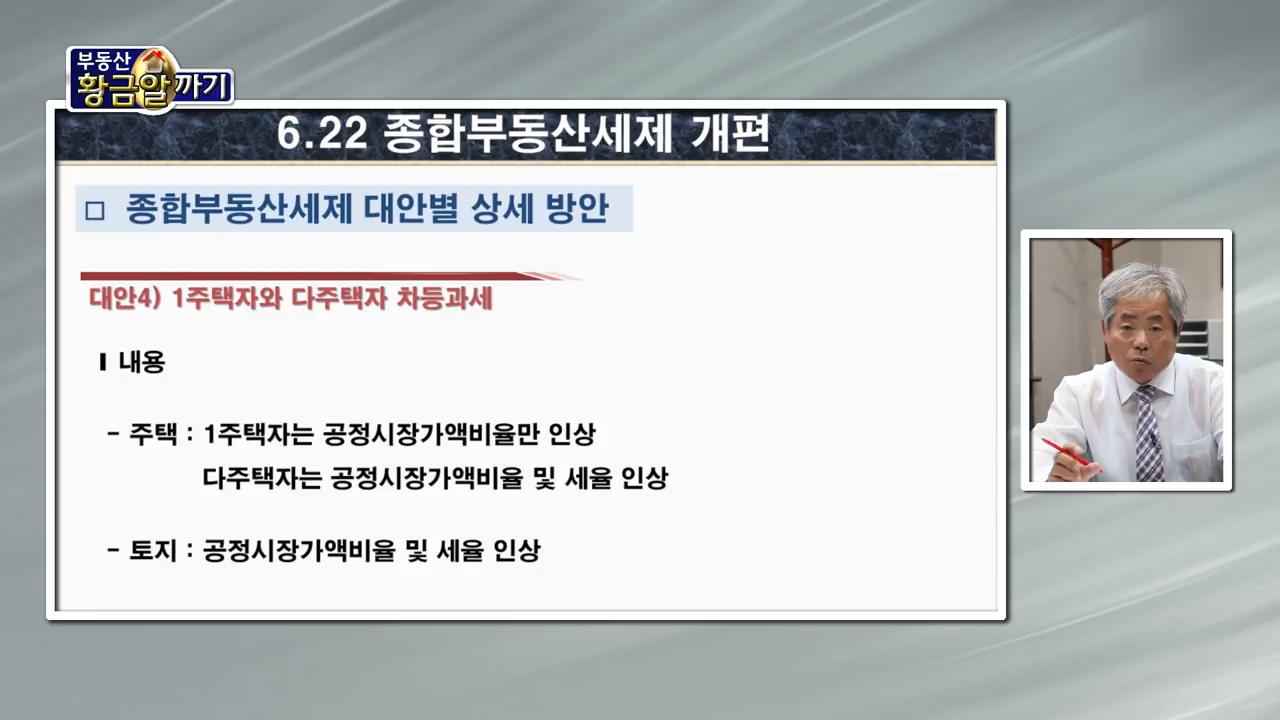 부동산
황금알까기
6.22 종합부동산세제 개편
□ 종합부동산세제 대안별 상세 방안
대안4) 1주택자와 다주택자 차등과세
내용
- 주택 : 1주택자는 공정시장가액비율만 인상
다주택자는 공정시장가액비율 및 세율 인상
- 토지 : 공정시장가액비율 및 세율 인상